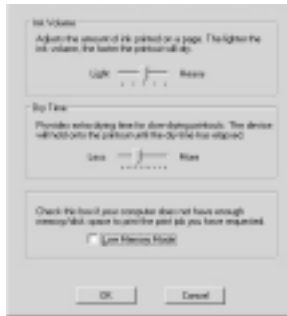 Ink Volume
Adjusts the amount of ink printed on a page. The lighter the
ink volume, the faster the printout will dry.
Light Heavy
Dry Time
Provides extra drying time for slow-drying printouts. The device
will hold onto the printout until the dry time has elapsed.
Less More
Check this box if your computer does not have enough
memory/disk space to print the print job you have requested.
Low Memory Mode
OK Cancel